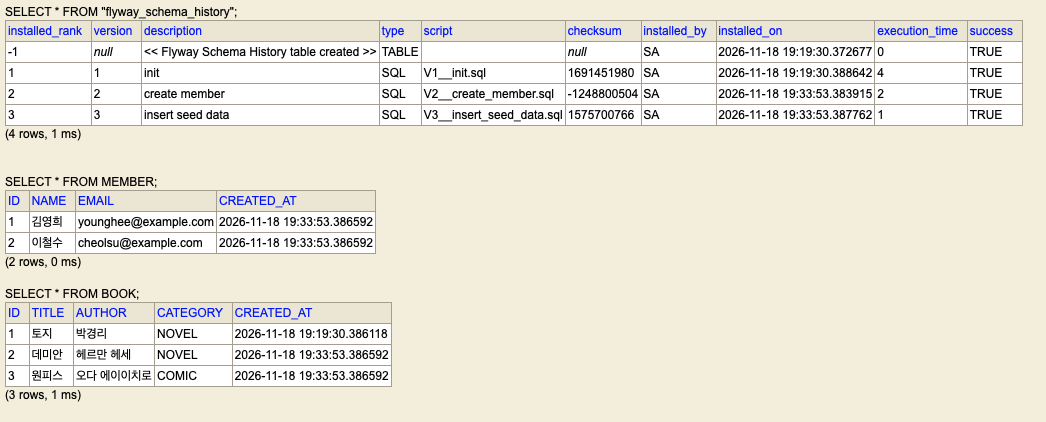 SELECT * FROM "flyway_schema_history";
installed_rank version description type script checksum installed_by installed_on execution_time success
-1 null << Flyway Schema History table created >> TABLE null SA 2026-11-18 19:19:30.372677 0 TRUE
1 1 init SQL V1__init.sql 1691451980 SA 2026-11-18 19:19:30.388642 4 TRUE
2 2 create member SQL V2__create_member.sql -1248800504 SA 2026-11-18 19:33:53.383915 2 TRUE
3 3 insert seed data SQL V3__insert_seed_data.sql 1575700766 SA 2026-11-18 19:33:53.387762 1 TRUE
(4 rows, 1 ms)
SELECT * FROM MEMBER;
ID NAME EMAIL CREATED_AT
1 김영희 younghee@example.com 2026-11-18 19:33:53.386592
2 이철수 cheolsu@example.com 2026-11-18 19:33:53.386592
(2 rows, 0 ms)
SELECT * FROM BOOK;
ID TITLE AUTHOR CATEGORY CREATED_AT
1 토지 박경리 NOVEL 2026-11-18 19:19:30.386118
2 데미안 헤르만 헤세 NOVEL 2026-11-18 19:33:53.386592
3 원피스 오다 에이이치로 COMIC 2026-11-18 19:33:53.386592
(3 rows, 1 ms)